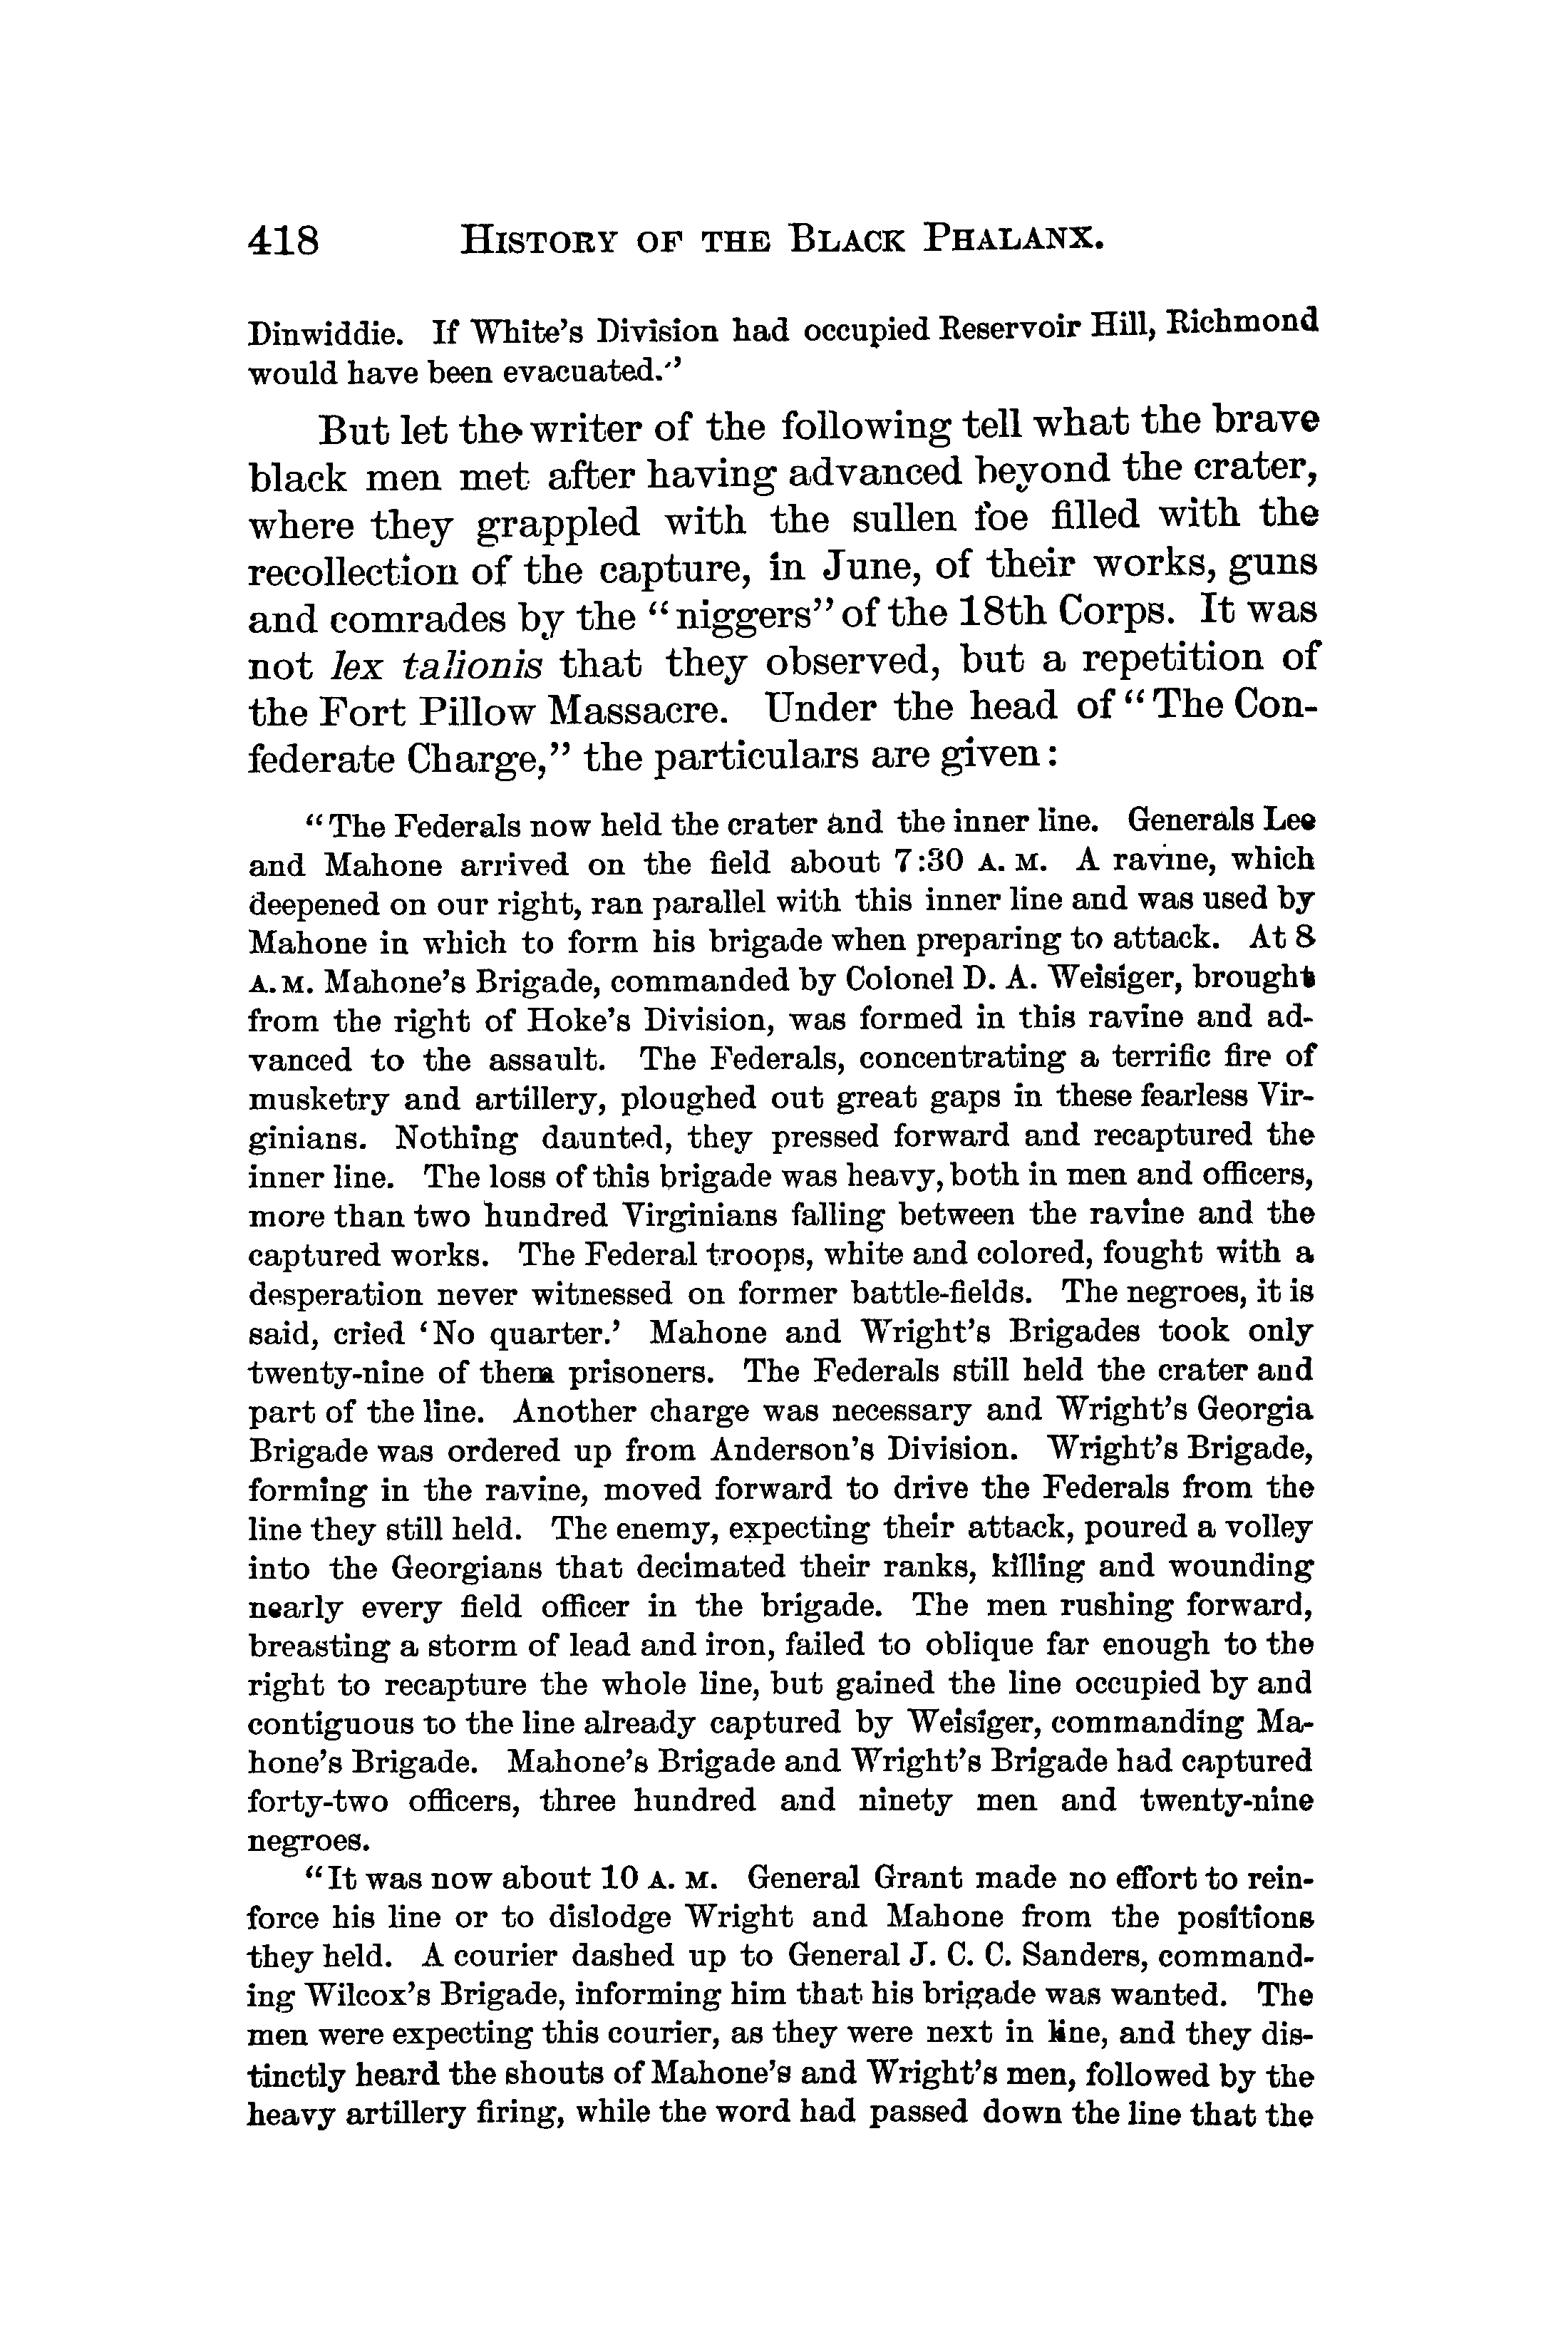 418 HISTORY OF THE BLACK PHALANX.
Dinwiddie. If White's Division had occupied Reservoir Hill, Richmond
would have been evacuated."
But let the writer of the following tell what the brave
black men met after having advanced beyond the crater,
where they grappled with the sullen foe filled with the
recollection of the capture, in June, of their works, guns
and comrades by the "niggers" of the 18th Corps. It was
not lex talionis that they observed, but a repetition of
the Fort Pillow Massacre. Under the head of "The Con-
federate Charge," the particulars are given:
"The Federals now held the crater and the inner line. Generals Lee
and Mahone arrived on the field about 7:30 A. M. A ravine, which
deepened on our right, ran parallel with this inner line and was used by
Mahone in which to form his brigade when preparing to attack. At 8
A. M. Mahone's Brigade, commanded by Colonel D. A. Weisiger, brought
from the right of Hoke's Division, was formed in this ravine and ad-
vanced to the assault. The Federals, concentrating a terrific fire of
musketry and artillery, ploughed out great gaps in these fearless Vir-
ginians. Nothing daunted, they pressed forward and recaptured the
inner line. The loss of this brigade was heavy, both in men and officers,
more than two hundred Virginians falling between the ravine and the
captured works. The Federal troops, white and colored, fought with a
desperation never witnessed on former battle-fields. The negroes, it is
said, cried 'No quarter.' Mahone and Wright's Brigades took only
twenty-nine of them prisoners. The Federals still held the crater and
part of the line. Another charge was necessary and Wright's Georgia
Brigade was ordered up from Anderson's Division. Wright's Brigade,
forming in the ravine, moved forward to drive the Federals from the
line they still held. The enemy, expecting their attack, poured a volley
into the Georgians that decimated their ranks, killing and wounding
nearly every field officer in the brigade. The men rushing forward,
breasting a storm of lead and iron, failed to oblique far enough to the
right to recapture the whole line, but gained the line occupied by and
contiguous to the line already captured by Weisiger, commanding Ma-
hone's Brigade. Mahone's Brigade and Wright's Brigade had captured
forty-two officers, three hundred and ninety men and twenty-nine
negroes.
"It was now about 10 A. M. General Grant made no effort to rein-
force his line or to dislodge Wright and Mahone from the positions
they held. A courier dashed up to General J. C. C. Sanders, command-
ing Wilcox's Brigade, informing him that his brigade was wanted. The
men were expecting this courier, as they were next in line, and they dis-
tinctly heard the shouts of Mahone's and Wright's men, followed by the
heavy artillery firing, while the word had passed down the line that the